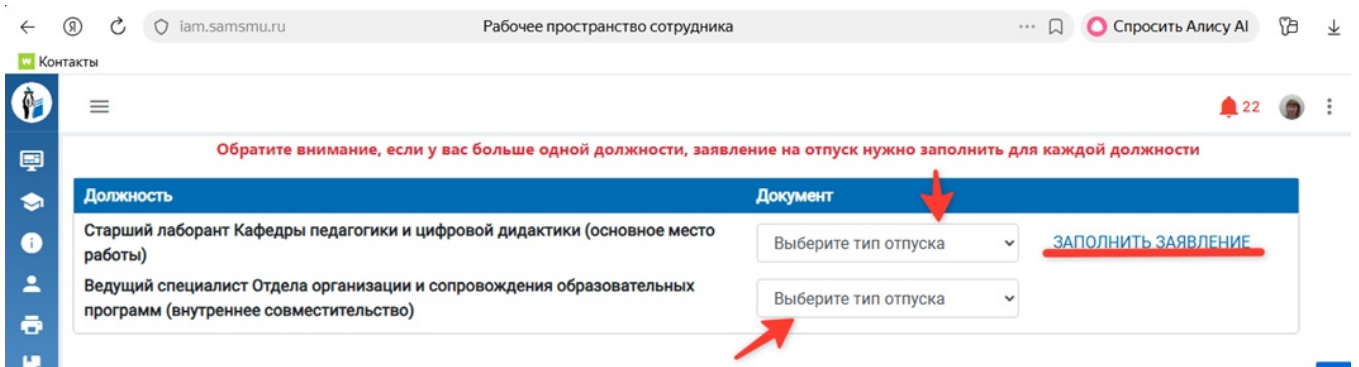 iam.samsmu.ru
Рабочее пространство сотрудника
Спросить Алису AI
Контакты
22
Обратите внимание, если у вас больше одной должности, заявление на отпуск нужно заполнить для каждой должности
Должность
Документ
Старший лаборант Кафедры педагогики и цифровой дидактики (основное место
работы)
Выберите тип отпуска
ЗАПОЛНИТЬ ЗАЯВЛЕНИЕ
Ведущий специалист Отдела организации и сопровождения образовательных
программ (внутреннее совместительство)
Выберите тип отпуска